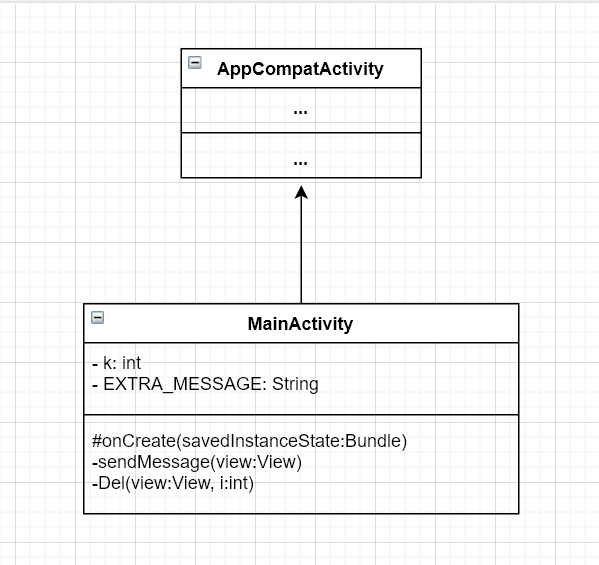 AppCompatActivity
...
...
MainActivity
- k: int
- EXTRA_MESSAGE: String
#onCreate(savedInstanceState:Bundle)
-sendMessage(view:View)
-Del(view:View, i:int)